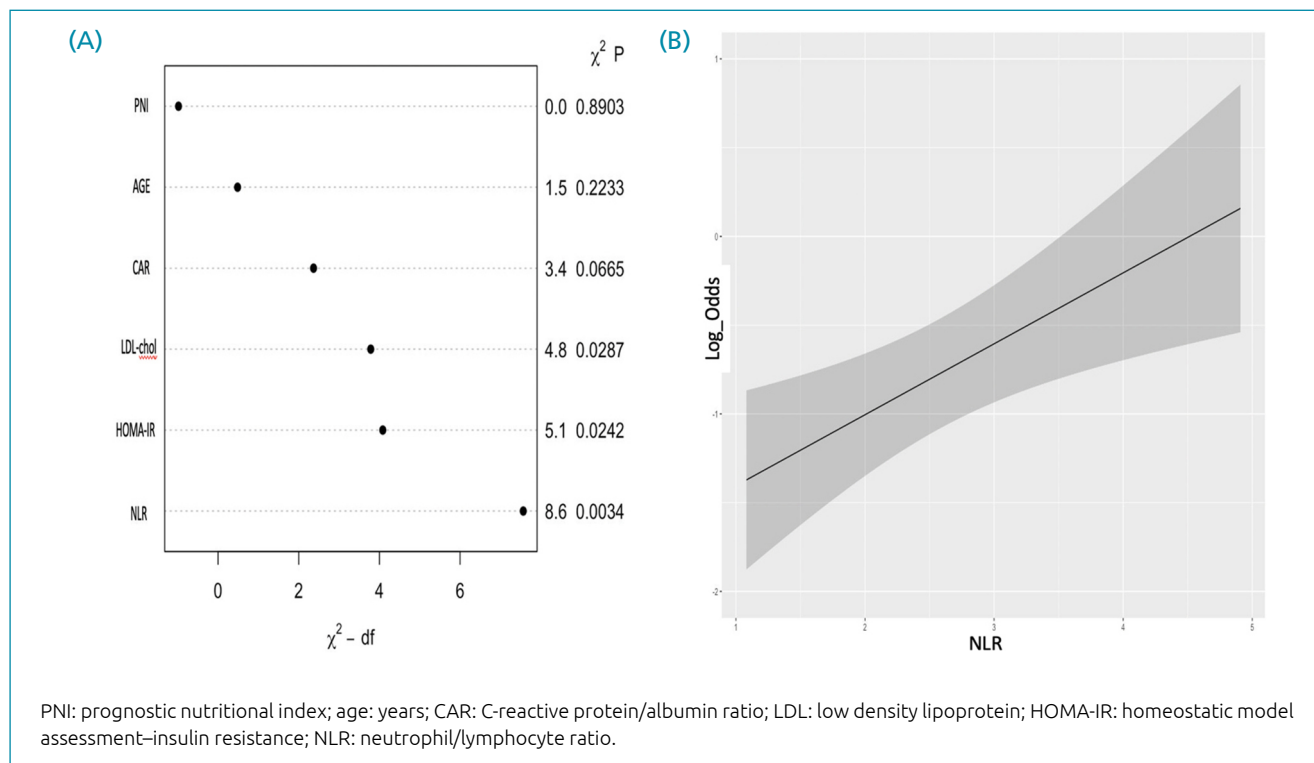 (A)
χ² P
PNI 0.0 0.8903
AGE 1.5 0.2233
CAR 3.4 0.0665
LDL-chol 4.8 0.0287
HOMA-IR 5.1 0.0242
NLR 8.6 0.0034
0 2 4 6
χ² – df
(B)
1
0
-1
-2
Log_Odds
1 2 3 4 5
NLR
PNI: prognostic nutritional index; age: years; CAR: C-reactive protein/albumin ratio; LDL: low density lipoprotein; HOMA-IR: homeostatic model
assessment–insulin resistance; NLR: neutrophil/lymphocyte ratio.